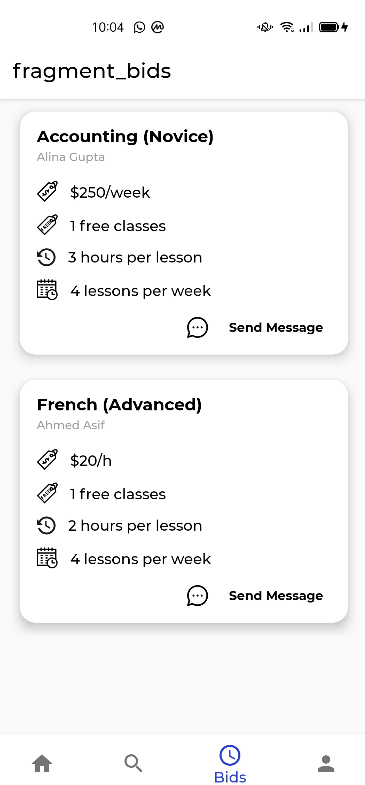 10:04
fragment_bids
Accounting (Novice)
Alina Gupta
$250/week
1 free classes
3 hours per lesson
4 lessons per week
Send Message
French (Advanced)
Ahmed Asif
$20/h
1 free classes
2 hours per lesson
4 lessons per week
Send Message
Bids